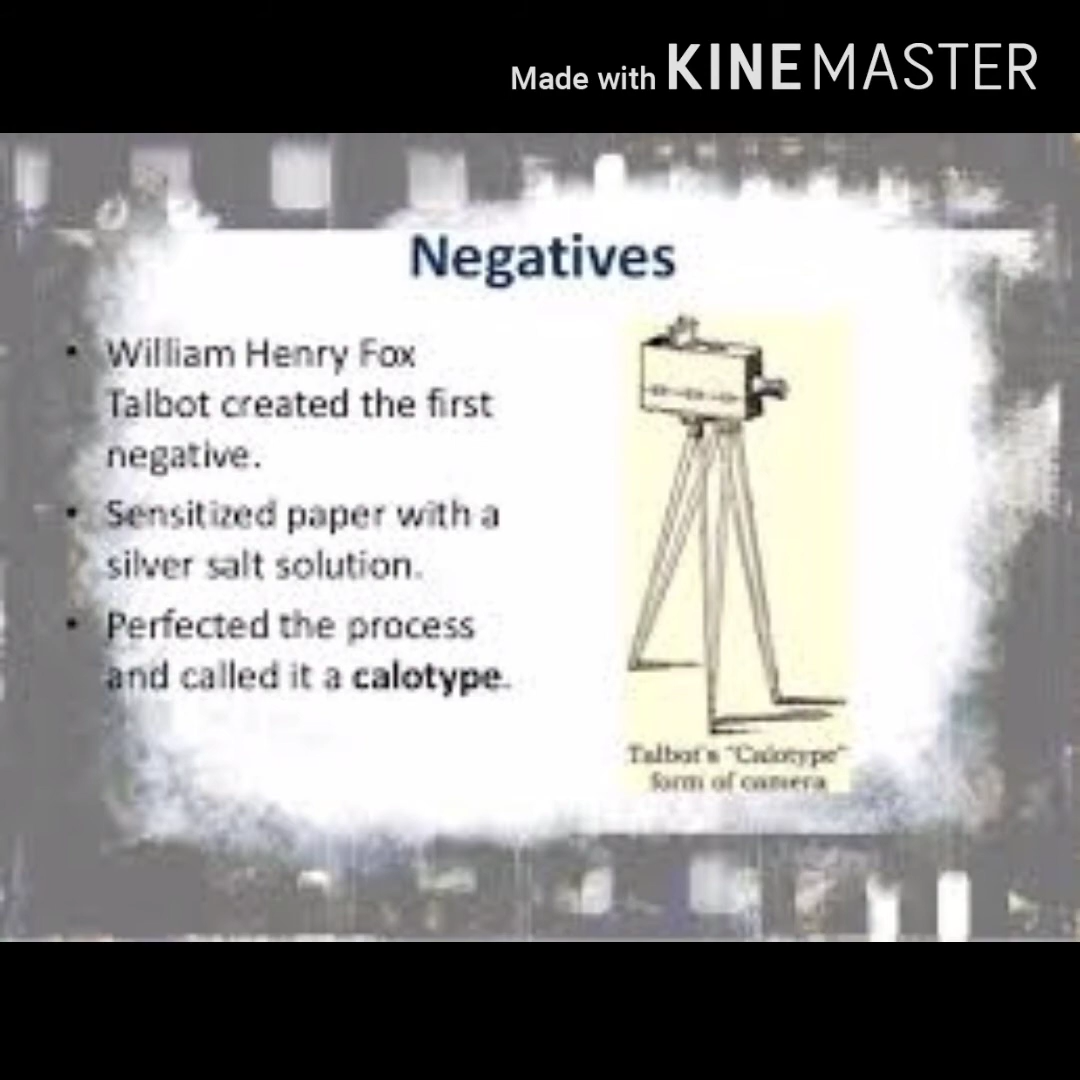 Made with KINEMASTER
Negatives
• William Henry Fox
Talbot created the first
negative.
• Sensitized paper with a
silver salt solution.
• Perfected the process
and called it a calotype.
Talbot's "Calotype"
form of camera